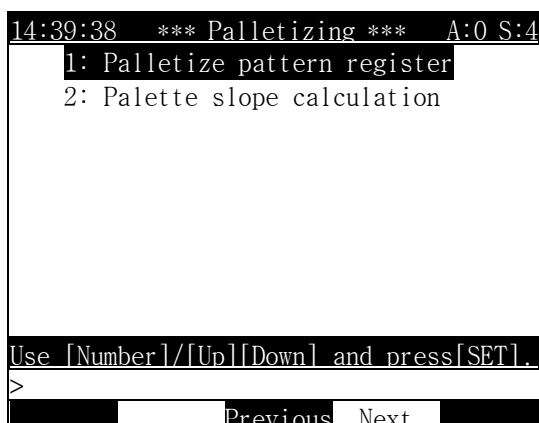 14:39:38 *** Palletizing *** A:0 S:4
1: Palletize pattern register
2: Palette slope calculation
Use [Number]/[Up][Down] and press[SET].
>
Previous Next